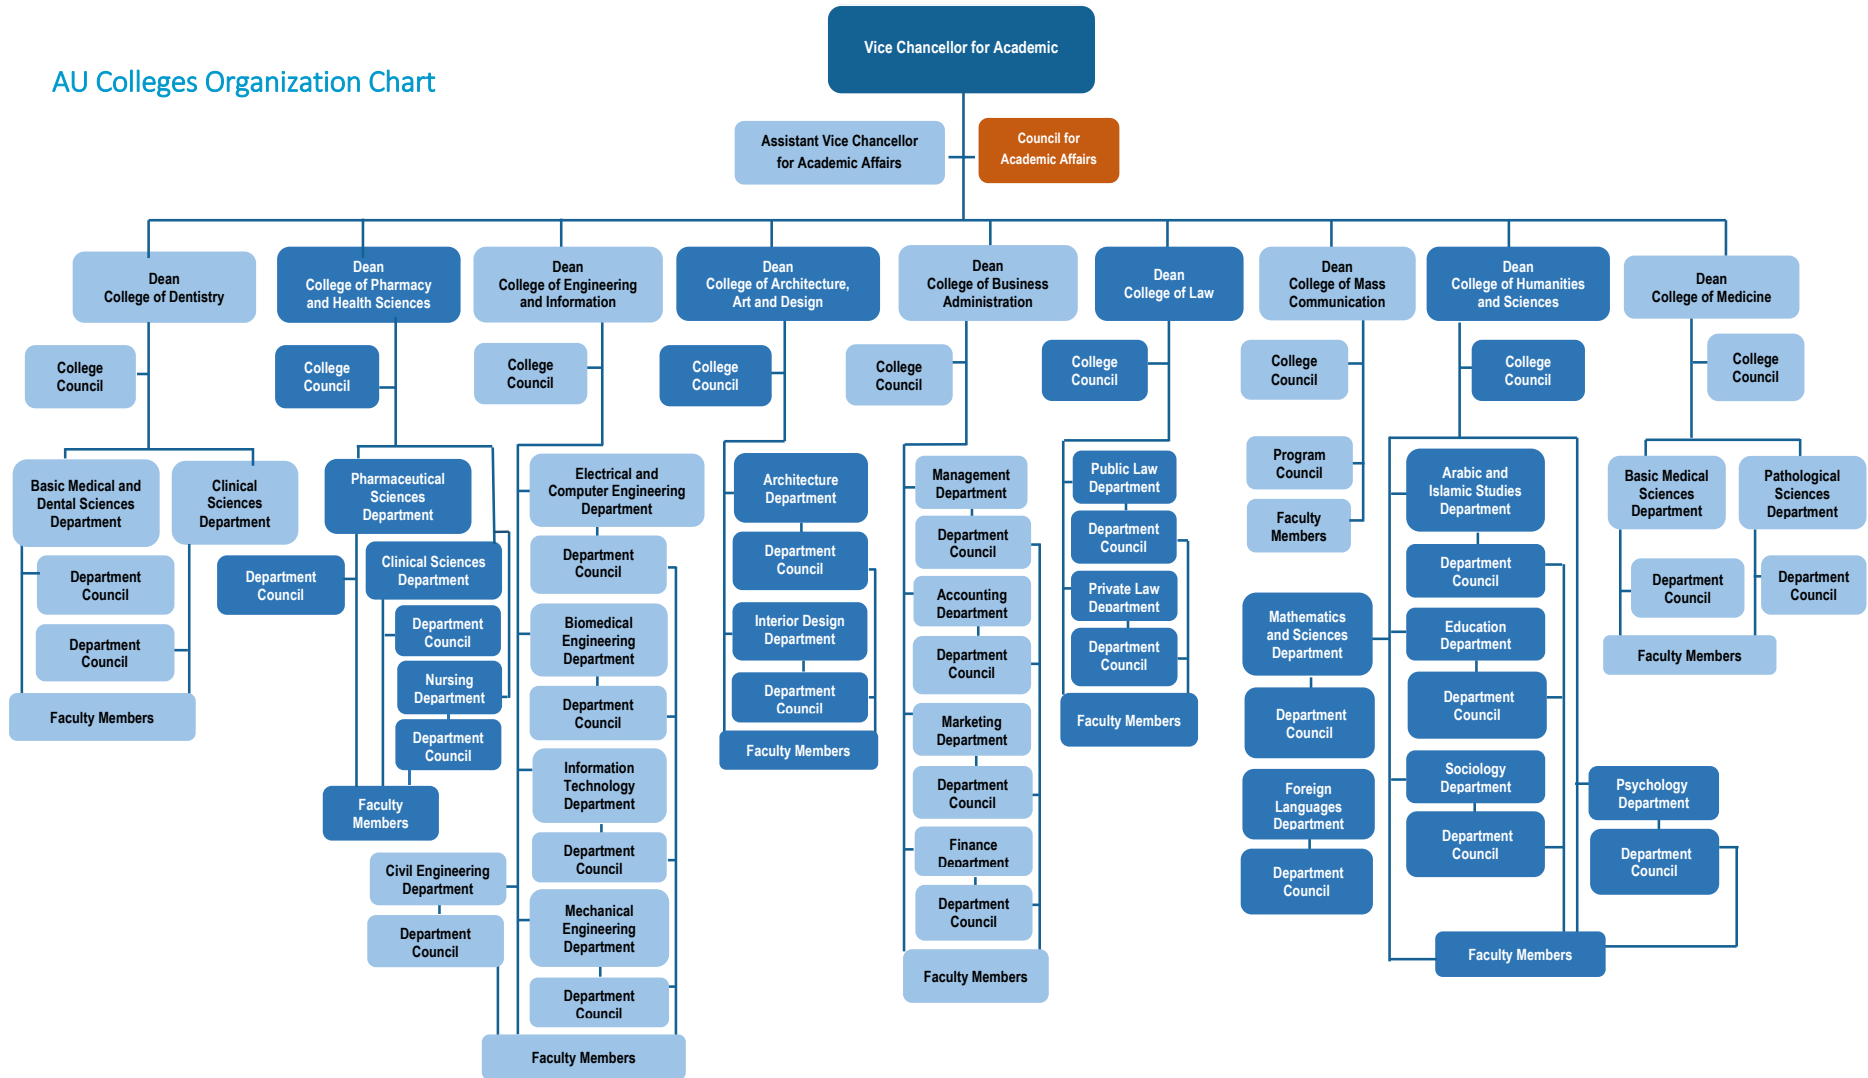 AU Colleges Organization Chart
Vice Chancellor for Academic
Assistant Vice Chancellor
for Academic Affairs
Council for
Academic Affairs
Dean
College of Dentistry
College
Council
Basic Medical and
Dental Sciences
Department
Clinical
Sciences
Department
Department
Council
Department
Council
Faculty Members
Dean
College of Pharmacy
and Health Sciences
College
Council
Pharmaceutical
Sciences
Department
Department
Council
Clinical Sciences
Department
Department
Council
Nursing
Department
Department
Council
Faculty
Members
Dean
College of Engineering
and Information
College
Council
Electrical and
Computer Engineering
Department
Department
Council
Biomedical
Engineering
Department
Department
Council
Information
Technology
Department
Department
Council
Civil Engineering
Department
Department
Council
Mechanical
Engineering
Department
Department
Council
Faculty Members
Dean
College of Architecture,
Art and Design
College
Council
Architecture
Department
Department
Council
Interior Design
Department
Department
Council
Faculty Members
Dean
College of Business
Administration
College
Council
Management
Department
Department
Council
Accounting
Department
Department
Council
Marketing
Department
Department
Council
Finance
Department
Department
Council
Faculty Members
Dean
College of Law
College
Council
Public Law
Department
Department
Council
Private Law
Department
Department
Council
Faculty Members
Dean
College of Mass
Communication
College
Council
Program
Council
Faculty
Members
Dean
College of Humanities
and Sciences
College
Council
Arabic and
Islamic Studies
Department
Department
Council
Mathematics
and Sciences
Department
Department
Council
Education
Department
Department
Council
Foreign
Languages
Department
Department
Council
Sociology
Department
Department
Council
Psychology
Department
Department
Council
Faculty Members
Dean
College of Medicine
College
Council
Basic Medical
Sciences
Department
Pathological
Sciences
Department
Department
Council
Department
Council
Faculty Members